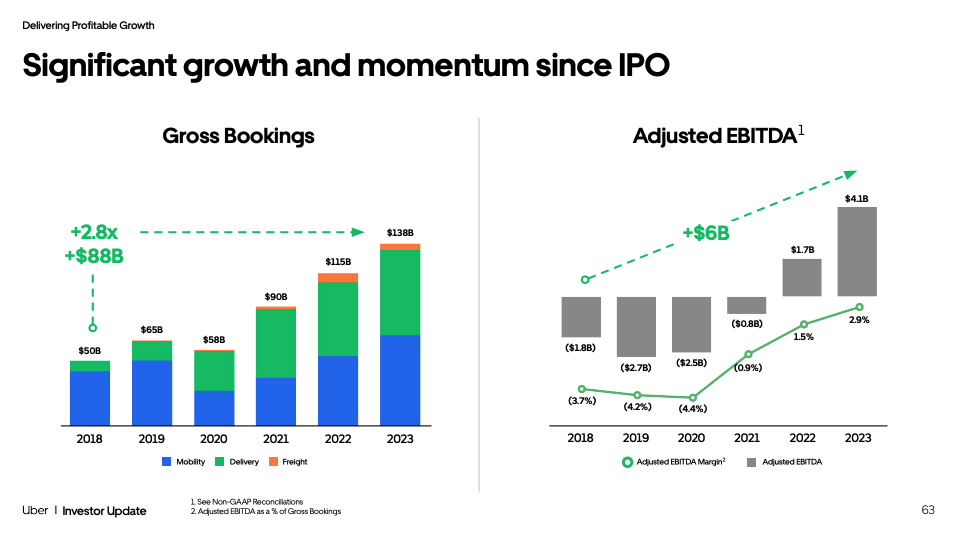 Delivering Profitable Growth
Significant growth and momentum since IPO
Gross Bookings
+2.8x
+$88B
$50B
$65B
$58B
$90B
$115B
$138B
2018 2019 2020 2021 2022 2023
Mobility Delivery Freight
Adjusted EBITDA1
+$6B
($1.8B)
($2.7B)
($2.5B)
($0.8B)
$1.7B
$4.1B
(3.7%)
(4.2%)
(4.4%)
(0.9%)
1.5%
2.9%
2018 2019 2020 2021 2022 2023
Adjusted EBITDA Margin2 Adjusted EBITDA
Uber | Investor Update
1. See Non-GAAP Reconciliations
2. Adjusted EBITDA as a % of Gross Bookings
63